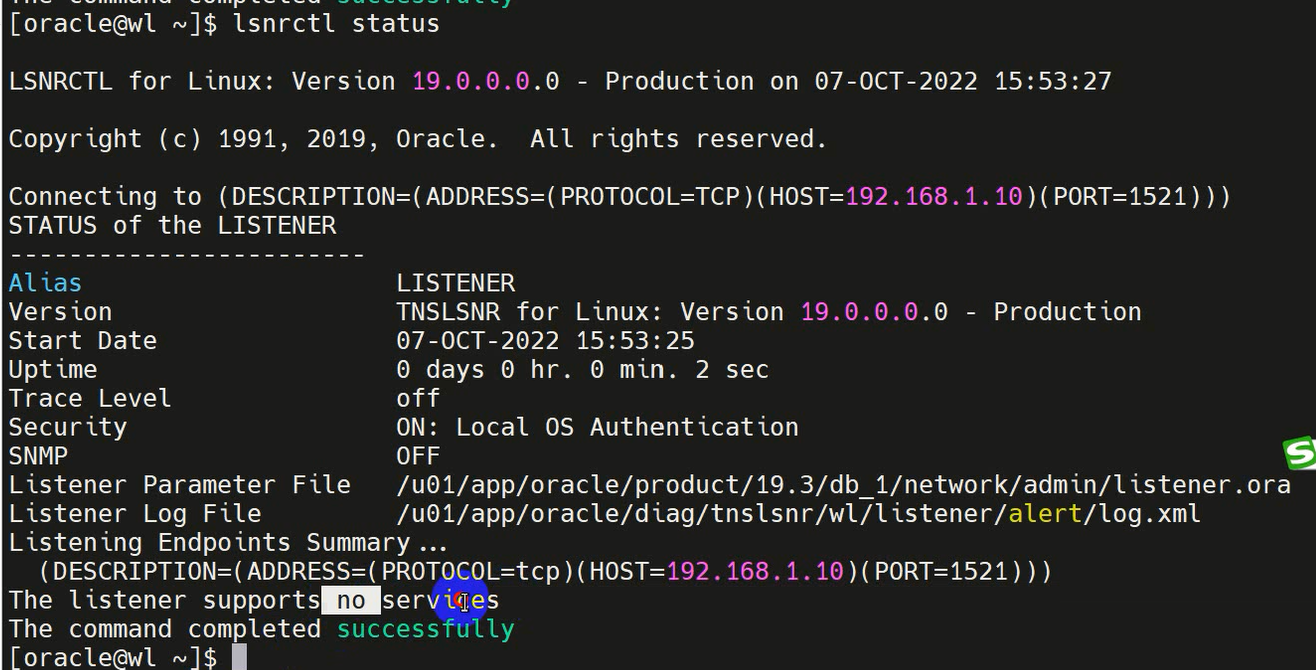 The command completed successfully
[oracle@wl ~]$ lsnrctl status
LSNRCTL for Linux: Version 19.0.0.0.0 - Production on 07-OCT-2022 15:53:27
Copyright (c) 1991, 2019, Oracle.  All rights reserved.
Connecting to (DESCRIPTION=(ADDRESS=(PROTOCOL=TCP)(HOST=192.168.1.10)(PORT=1521)))
STATUS of the LISTENER
------------------------
Alias                     LISTENER
Version                   TNSLSNR for Linux: Version 19.0.0.0.0 - Production
Start Date                07-OCT-2022 15:53:25
Uptime                    0 days 0 hr. 0 min. 2 sec
Trace Level               off
Security                  ON: Local OS Authentication
SNMP                      OFF
Listener Parameter File   /u01/app/oracle/product/19.3/db_1/network/admin/listener.ora
Listener Log File         /u01/app/oracle/diag/tnslsnr/wl/listener/alert/log.xml
Listening Endpoints Summary...
  (DESCRIPTION=(ADDRESS=(PROTOCOL=tcp)(HOST=192.168.1.10)(PORT=1521)))
The listener supports no services
The command completed successfully
[oracle@wl ~]$